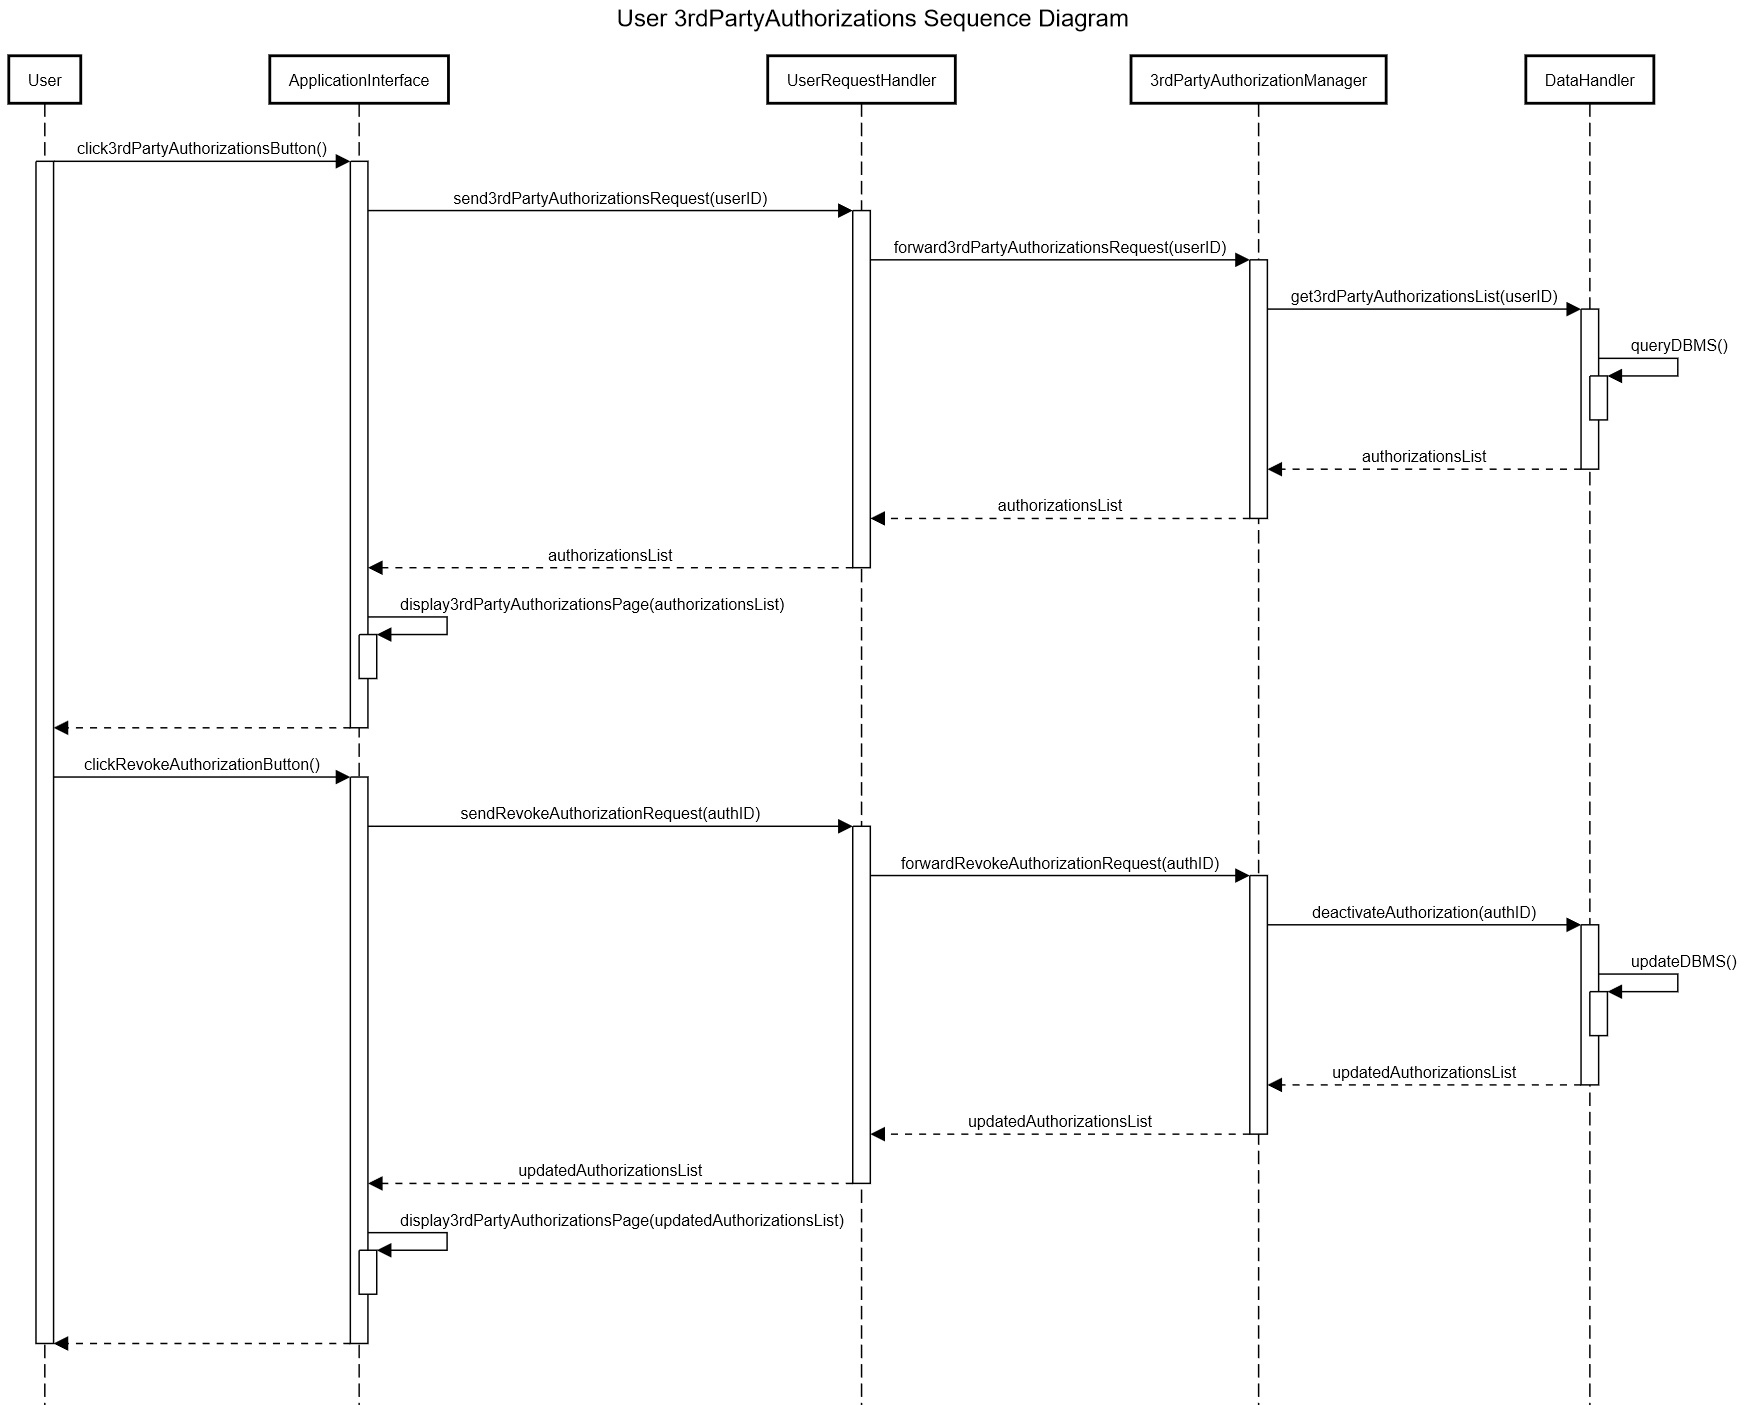 User 3rdPartyAuthorizations Sequence Diagram
User
ApplicationInterface
UserRequestHandler
3rdPartyAuthorizationManager
DataHandler
click3rdPartyAuthorizationsButton()
send3rdPartyAuthorizationsRequest(userID)
forward3rdPartyAuthorizationsRequest(userID)
get3rdPartyAuthorizationsList(userID)
queryDBMS()
authorizationsList
authorizationsList
authorizationsList
display3rdPartyAuthorizationsPage(authorizationsList)
clickRevokeAuthorizationButton()
sendRevokeAuthorizationRequest(authID)
forwardRevokeAuthorizationRequest(authID)
deactivateAuthorization(authID)
updateDBMS()
updatedAuthorizationsList
updatedAuthorizationsList
updatedAuthorizationsList
display3rdPartyAuthorizationsPage(updatedAuthorizationsList)